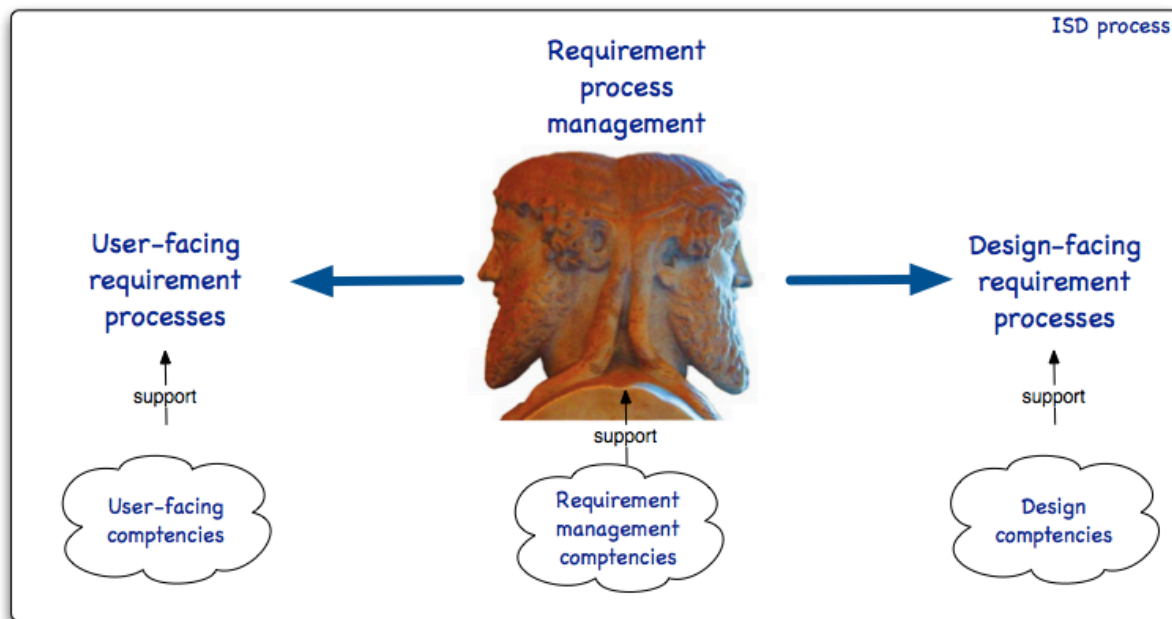 ISD process
Requirement
process
management
User-facing
requirement
processes
Design-facing
requirement
processes
support
support
support
User-facing
comptencies
Requirement
management
comptencies
Design
comptencies